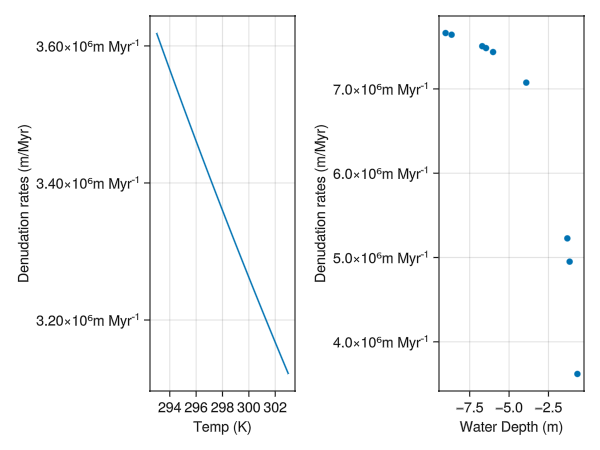 3.60×10⁶m Myr⁻¹
3.40×10⁶m Myr⁻¹
3.20×10⁶m Myr⁻¹
Denudation rates (m/Myr)
294 296 298 300 302
Temp (K)
7.0×10⁶m Myr⁻¹
6.0×10⁶m Myr⁻¹
5.0×10⁶m Myr⁻¹
4.0×10⁶m Myr⁻¹
Denudation rates (m/Myr)
−7.5 −5.0 −2.5
Water Depth (m)